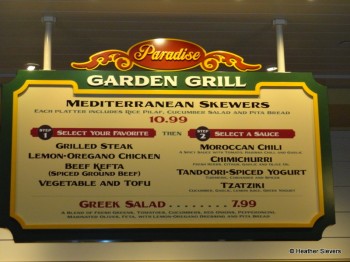 Paradise
GARDEN GRILL
MEDITERRANEAN SKEWERS
EACH PLATTER INCLUDES RICE PILAF, CUCUMBER SALAD AND PITA BREAD
10.99
STEP 1 SELECT YOUR FAVORITE THEN STEP 2 SELECT A SAUCE
GRILLED STEAK
LEMON-OREGANO CHICKEN
BEEF KEFTA
(SPICED GROUND BEEF)
VEGETABLE AND TOFU
MOROCCAN CHILI
CHIMICHURRI
TANDOORI-SPICED YOGURT
TZATZIKI
GREEK SALAD ........ 7.99
© Heather Sievers